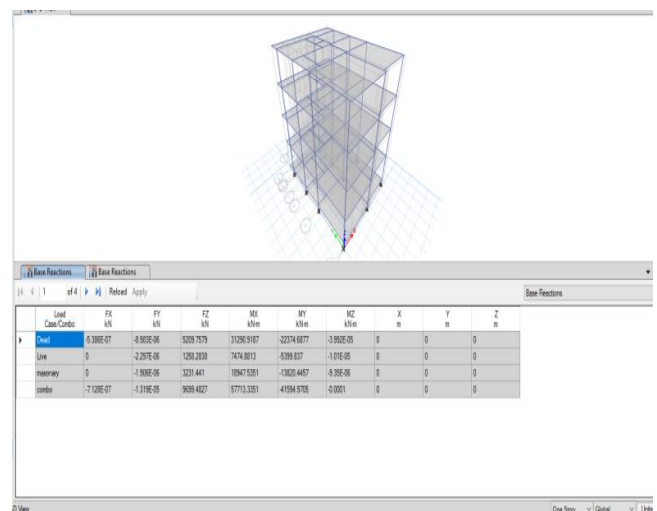 Base Reactions Base Reactions
1 of 4 Reload Apply Base Reactions
Load Case/Combo FX kN FY kN FZ kN MX kN-m MY kN-m MZ kN-m X m Y m Z m
Dead -5.386E-07 -8.983E-06 5209.7579 31290.9187 -22374.6877 -3.992E-05 0 0 0
Live 0 -2.297E-06 1258.2838 7474.8813 -5399.837 -1.01E-05 0 0 0
masonary 0 -1.906E-06 3231.441 18947.5351 -13820.4457 -9.35E-06 0 0 0
combo -7.128E-07 -1.319E-05 9699.4827 57713.3351 -41594.9705 -0.0001 0 0 0
One Story Global Units